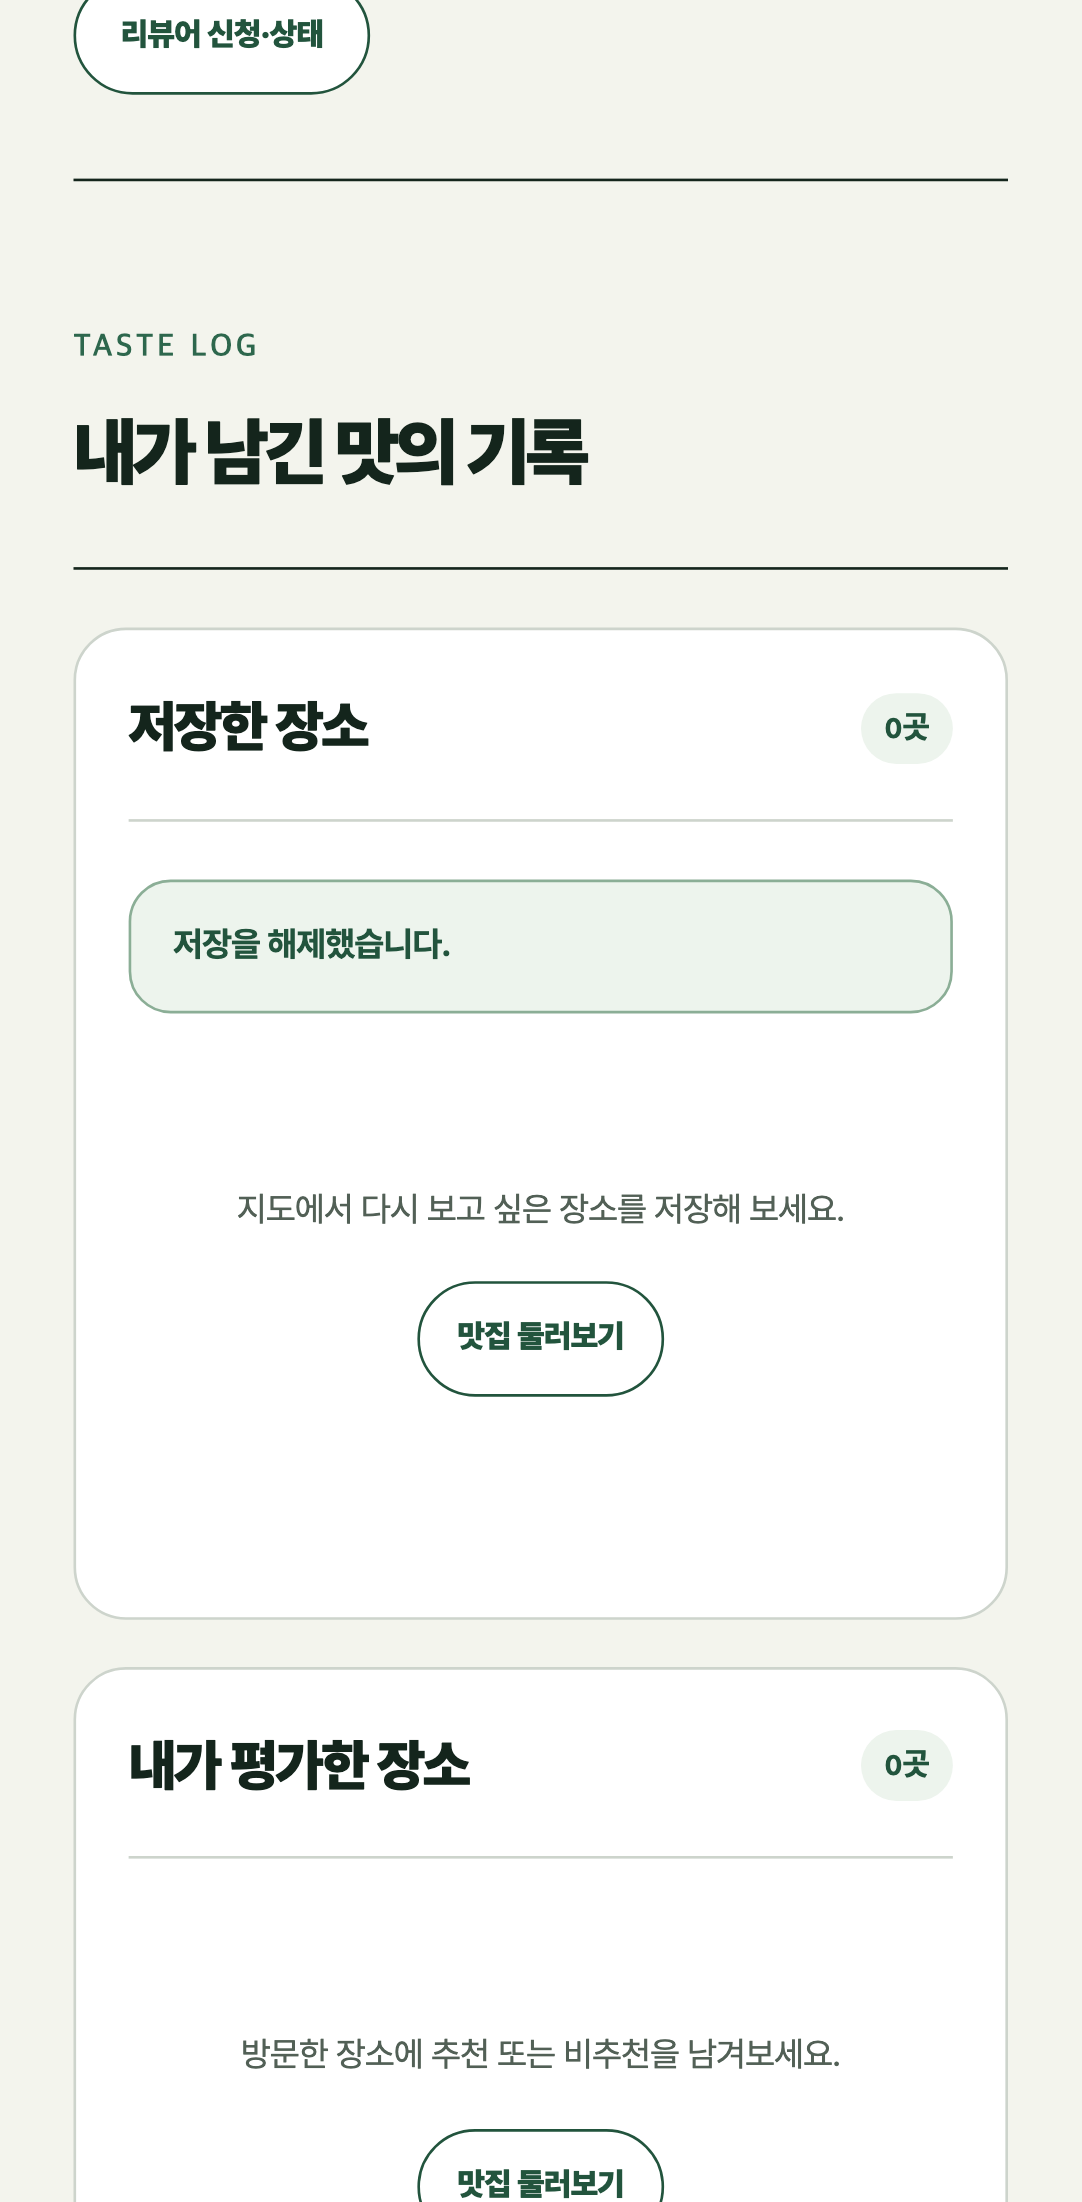 리뷰어 신청·상태
TASTE LOG
내가 남긴 맛의 기록
저장한 장소
0곳
저장을 해제했습니다.
지도에서 다시 보고 싶은 장소를 저장해 보세요.
맛집 둘러보기
내가 평가한 장소
0곳
방문한 장소에 추천 또는 비추천을 남겨보세요.
맛집 둘러보기